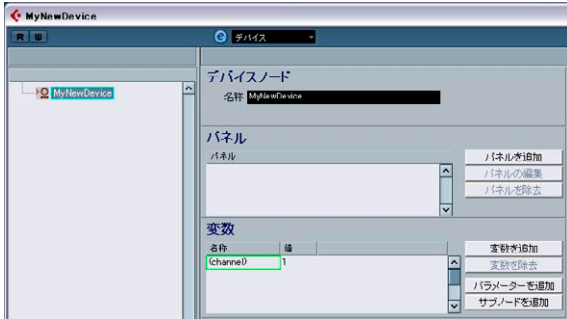 MyNewDevice
R W
デバイス
MyNewDevice
デバイスノード
名称 MyNewDevice
パネル
パネル
パネルを追加
パネルの編集
パネルを除去
変数
名称 値
(channel) 1
変数を追加
変数を除去
パラメーターを追加
サブノードを追加